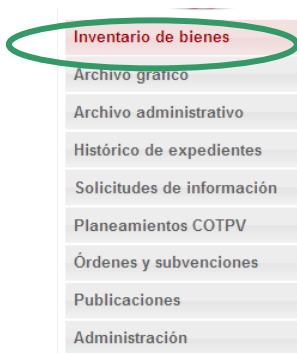 Inventario de bienes
Archivo gráfico
Archivo administrativo
Histórico de expedientes
Solicitudes de información
Planeamientos COTPV
Órdenes y subvenciones
Publicaciones
Administración